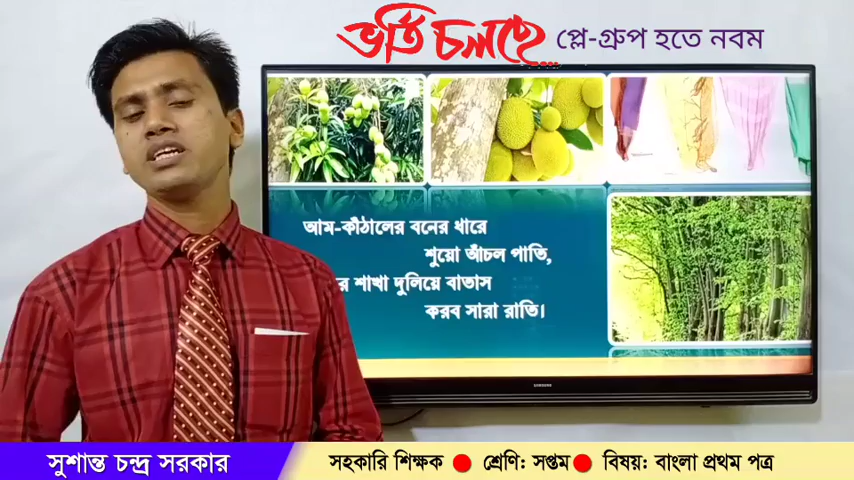 ভর্তি চলছে... প্লে-গ্রুপ হতে নবম
আম-কাঁঠালের বনের ধারে
শুয়ো আঁচল পাতি,
শাখা দুলিয়ে বাতাস
করব সারা রাতি।
SAMSUNG
সুশান্ত চন্দ্র সরকার
সহকারি শিক্ষক শ্রেণি: সপ্তম বিষয়: বাংলা প্রথম পত্র